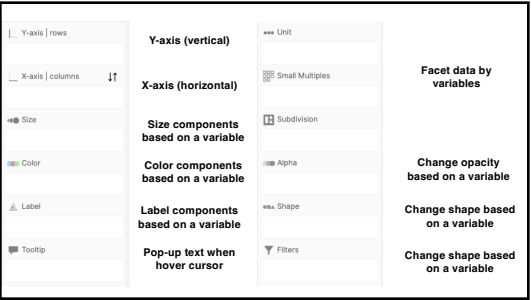 Y-axis | rows
Y-axis (vertical)
Unit
X-axis | columns
X-axis (horizontal)
Small Multiples
Facet data by
variables
Size
Size components
based on a variable
Subdivision
Color
Color components
based on a variable
Alpha
Change opacity
based on a variable
Label
Label components
based on a variable
Shape
Change shape based
on a variable
Tooltip
Pop-up text when
hover cursor
Filters
Change shape based
on a variable